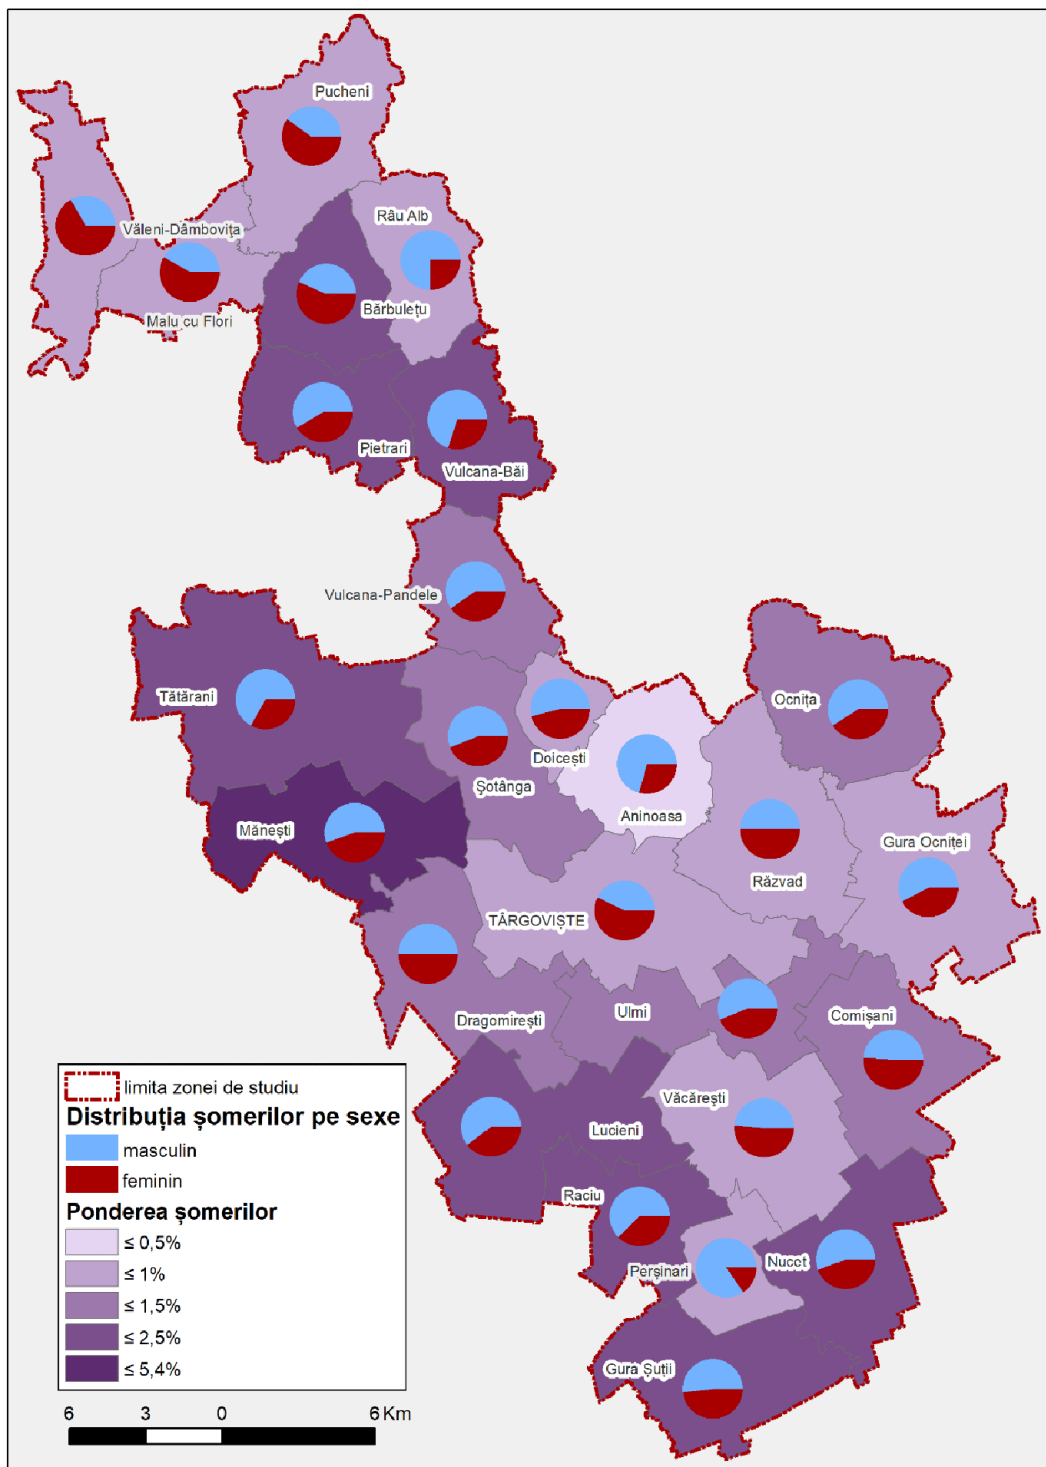 Pucheni
Râu Alb
Văleni-Dâmbovița
Malu cu Flori
Bărbulețu
Pietrari
Vulcana-Băi
Vulcana-Pandele
Tătărani
Ocnița
Doicești
Șotânga
Aninoasa
Mănești
Gura Ocniței
Răzvad
TÂRGOVIȘTE
Ulmi
Comișani
Dragomirești
Văcărești
Lucieni
Raciu
Perșinari
Nucet
Gura Șuții
limita zonei de studiu
Distribuția șomerilor pe sexe
masculin
feminin
Ponderea șomerilor
≤ 0,5%
≤ 1%
≤ 1,5%
≤ 2,5%
≤ 5,4%
6 3 0 6 Km